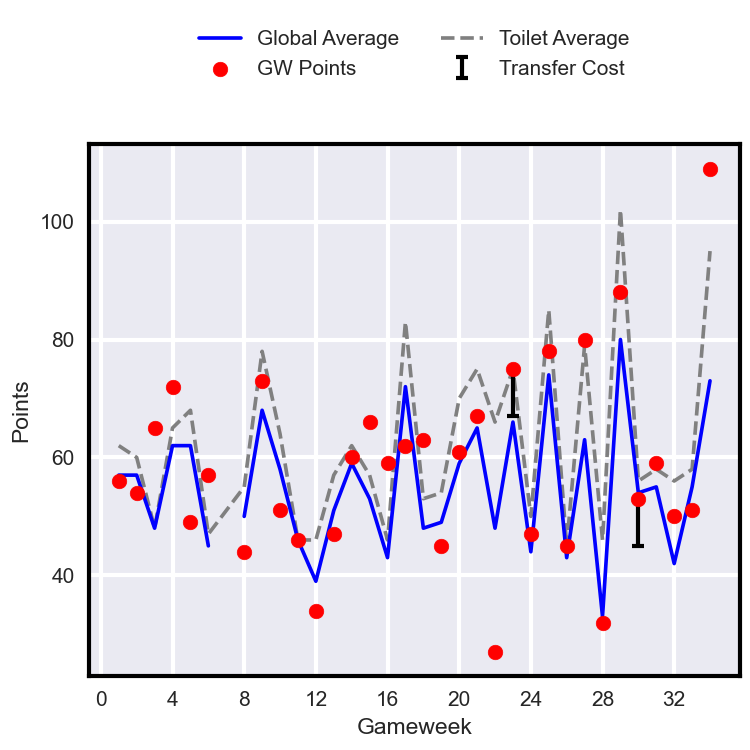 Global Average Toilet Average
GW Points Transfer Cost
100
80
60
40
Points
0 4 8 12 16 20 24 28 32
Gameweek